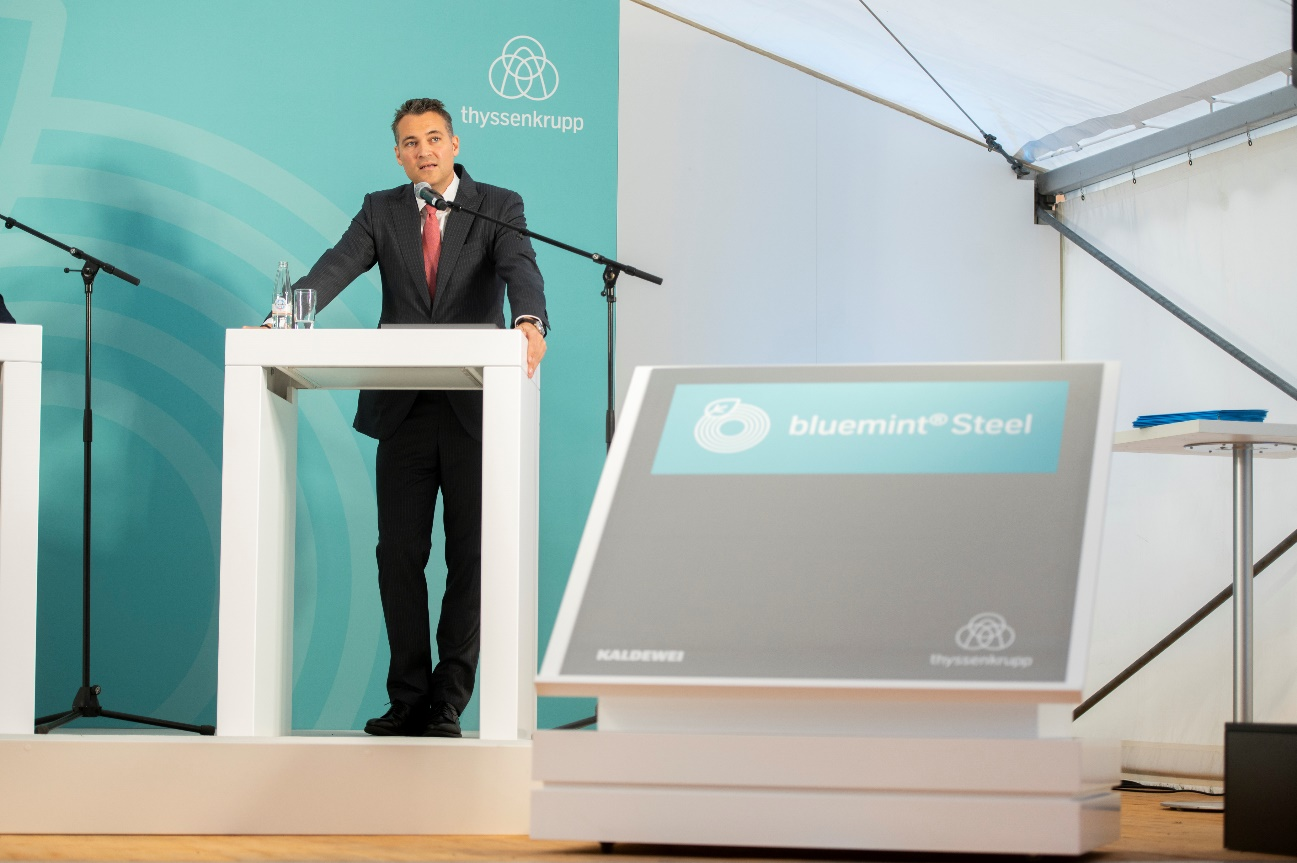 thyssenkrupp
bluemint® Steel
KALDEWEI
thyssenkrupp